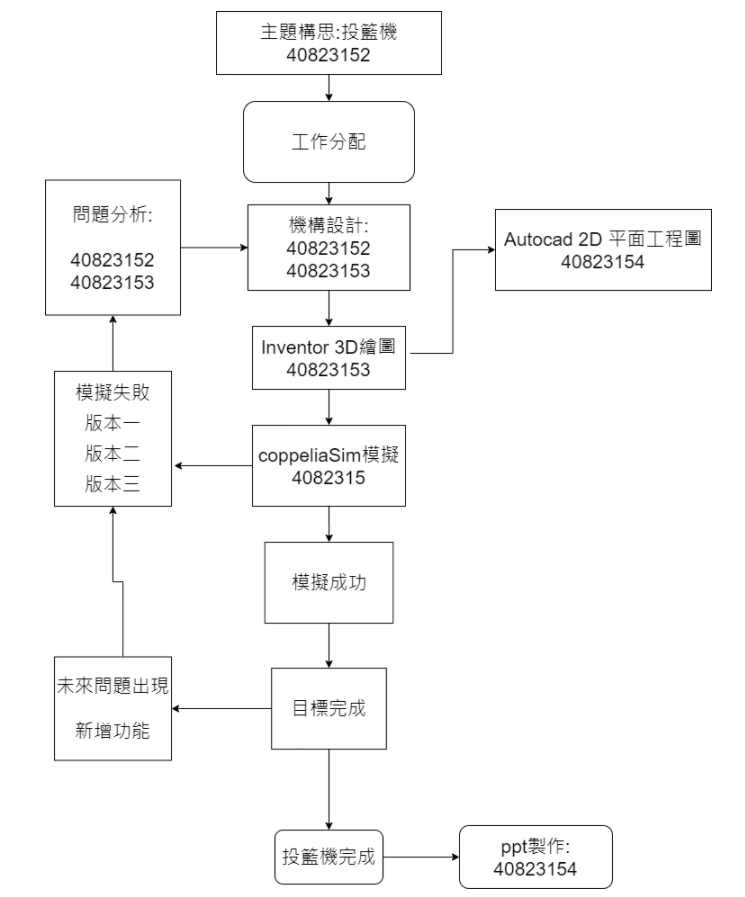 主題構思:投籃機
40823152
工作分配
問題分析:
40823152
40823153
機構設計:
40823152
40823153
Autocad 2D 平面工程圖
40823154
Inventor 3D繪圖
40823153
模擬失敗
版本一
版本二
版本三
coppeliaSim模擬
4082315
模擬成功
未來問題出現
新增功能
目標完成
投籃機完成
ppt製作:
40823154